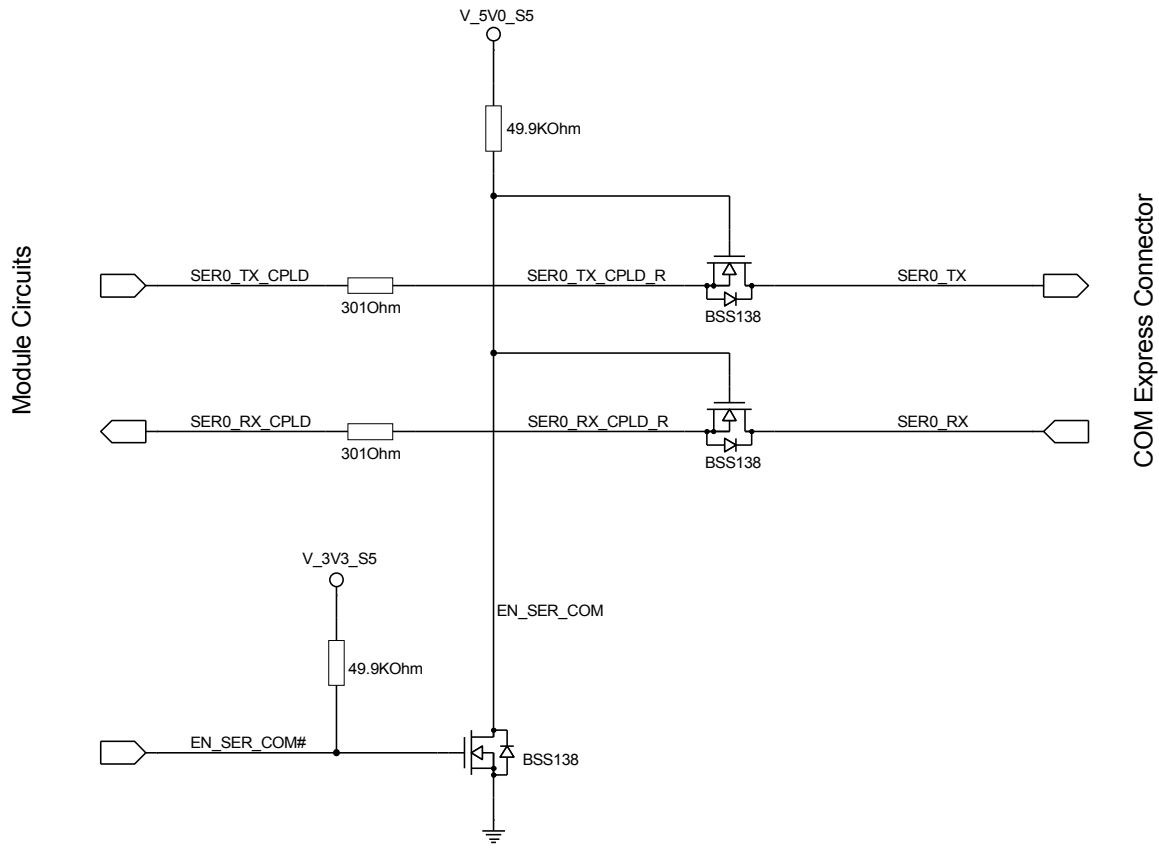 V_5V0_S5
49.9KOhm
Module Circuits
COM Express Connector
SER0_TX_CPLD
SER0_TX_CPLD_R
SER0_TX
301Ohm
BSS138
SER0_RX_CPLD
SER0_RX_CPLD_R
SER0_RX
301Ohm
BSS138
V_3V3_S5
EN_SER_COM
49.9KOhm
EN_SER_COM#
BSS138